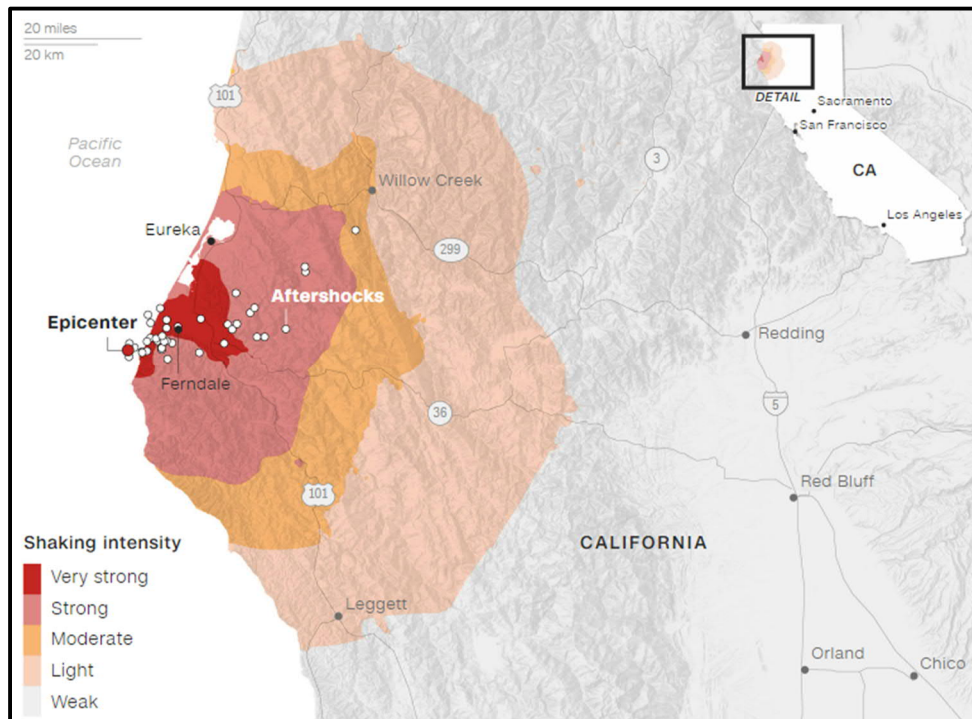 20 miles
20 km
101
DETAIL
Sacramento
San Francisco
CA
Los Angeles
Pacific
Ocean
3
Willow Creek
Eureka
299
Aftershocks
Epicenter
Redding
Ferndale
36
5
101
Red Bluff
CALIFORNIA
Shaking intensity
Very strong
Strong
Moderate
Light
Weak
Leggett
Orland
Chico